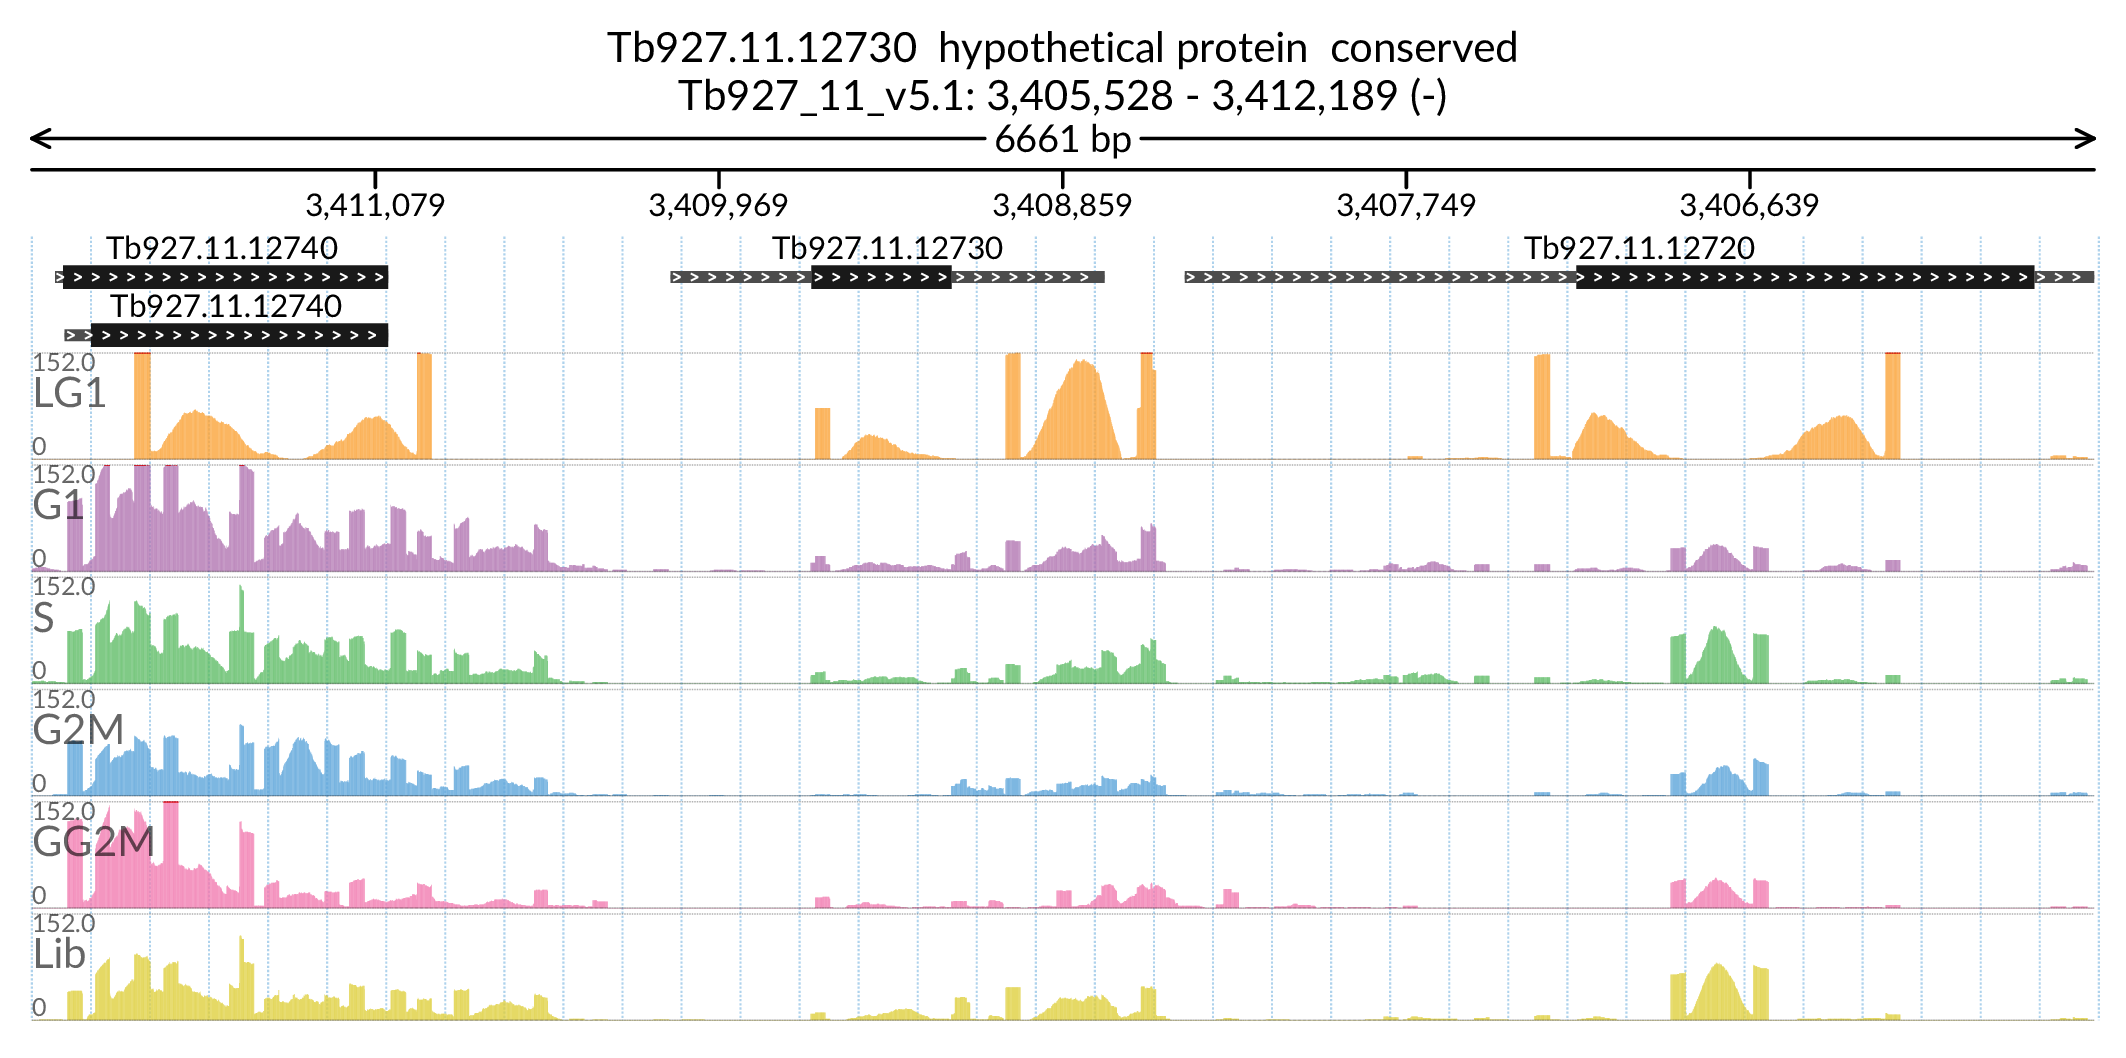 Tb927.11.12730 hypothetical protein conserved
Tb927_11_v5.1: 3,405,528 - 3,412,189 (-)
6661 bp
3,411,079 3,409,969 3,408,859 3,407,749 3,406,639
Tb927.11.12740 Tb927.11.12730 Tb927.11.12720
Tb927.11.12740
152.0
LG1
0
152.0
G1
0
152.0
S
0
152.0
G2M
0
152.0
GG2M
0
152.0
Lib
0